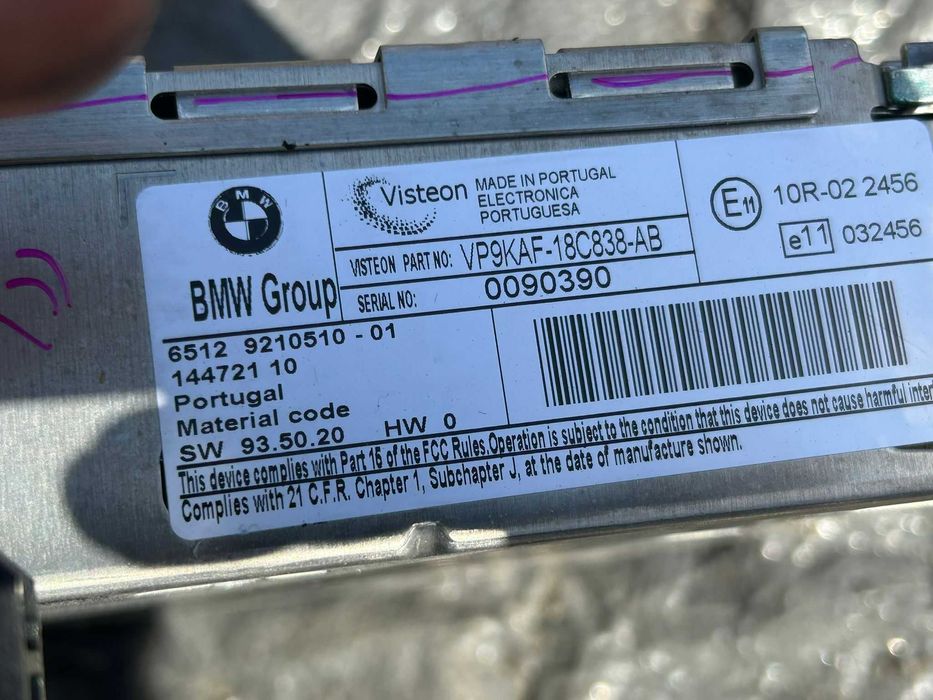 BMW
BMW Group
Visteon
MADE IN PORTUGAL
ELECTRONICA
PORTUGUESA
VISTEON PART NO: VP9KAF-18C838-AB
SERIAL NO: 0090390
E11 10R-02 2456
e11 032456
6512 9210510 - 01
144721 10
Portugal
Material code
SW 93.50.20 HW 0
This device complies with Part 15 of the FCC Rules.Operation is subject to the condition that this device does not cause harmful inter
Complies with 21 C.F.R. Chapter 1, Subchapter J, at the date of manufacture shown.